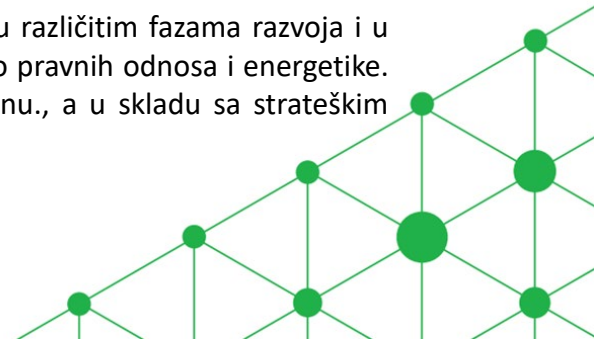 u različitim fazama razvoja i u
o pravnih odnosa i energetike.
nu., a u skladu sa strateškim